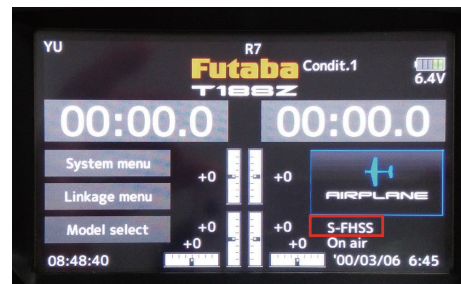 YU R7
Futaba Condit.1
T18SZ 6.4V
00:00.0 00:00.0
System menu
+0 +0
Linkage menu AIRPLANE
Model select +0 +0 S-FHSS
+0 +0 On air
08:48:40 '00/03/06 6:45